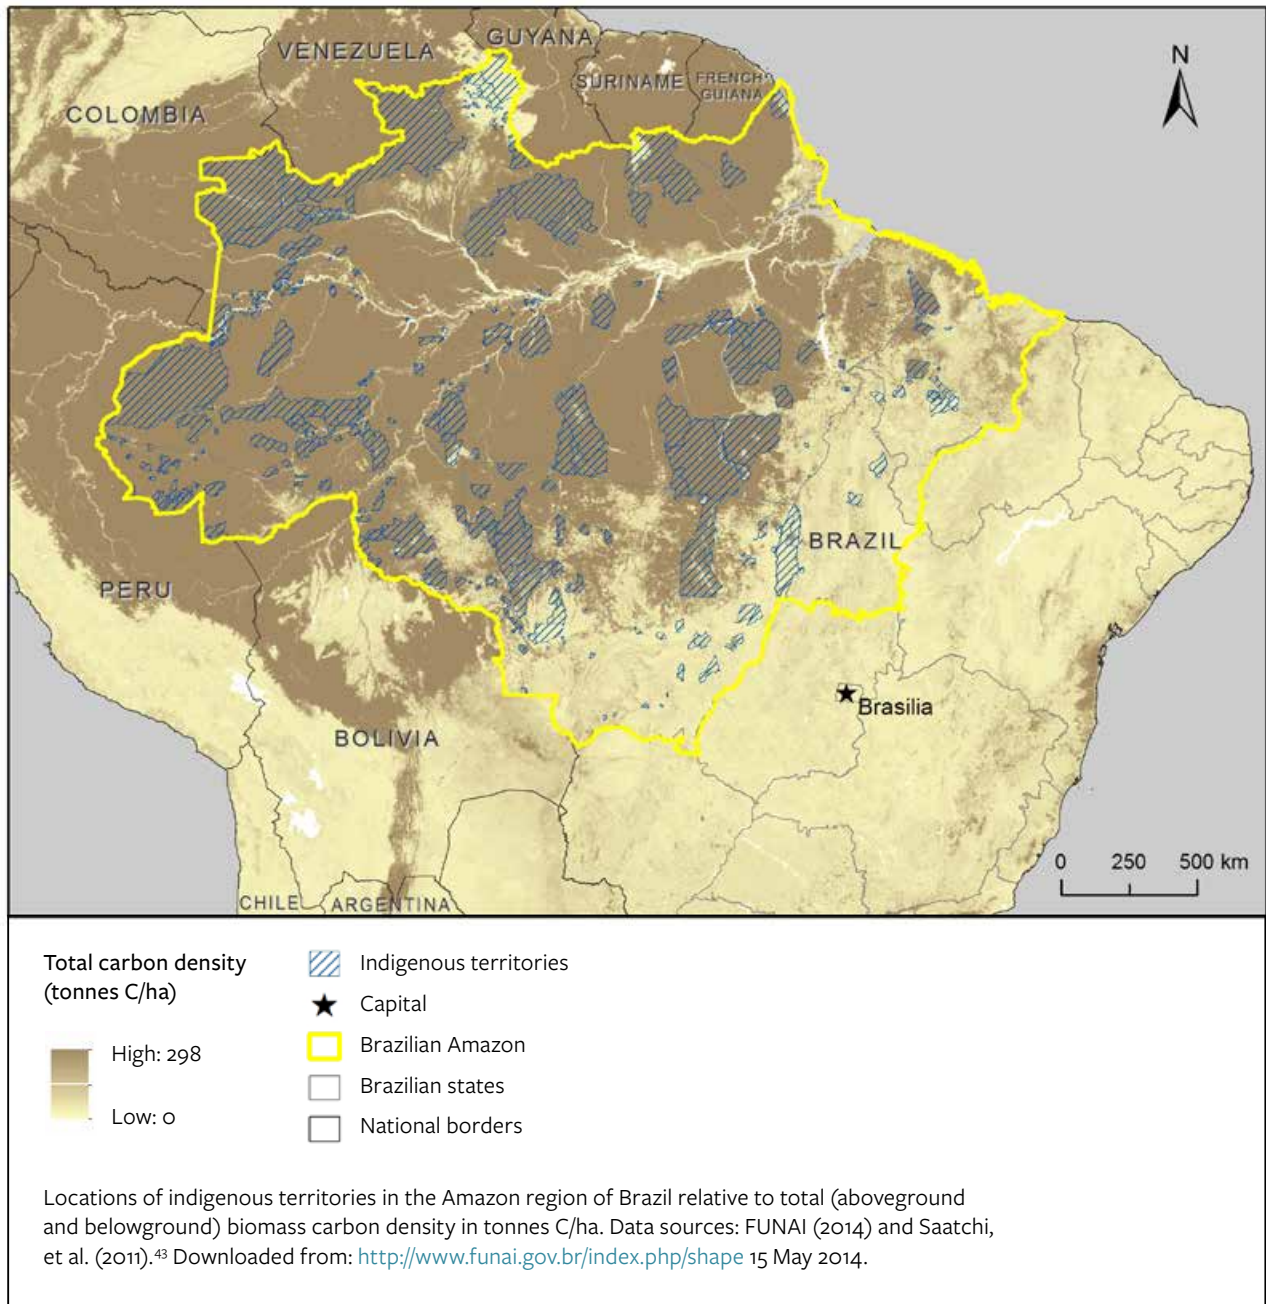 VENEZUELA
GUYANA
SURINAME
FRENCH
GUIANA
COLOMBIA
N
PERU
BRAZIL
Brasilia
BOLIVIA
CHILE
ARGENTINA
0 250 500 km
Total carbon density
(tonnes C/ha)
High: 298
Low: 0
Indigenous territories
Capital
Brazilian Amazon
Brazilian states
National borders
Locations of indigenous territories in the Amazon region of Brazil relative to total (aboveground
and belowground) biomass carbon density in tonnes C/ha. Data sources: FUNAI (2014) and Saatchi,
et al. (2011).⁴³ Downloaded from: http://www.funai.gov.br/index.php/shape 15 May 2014.